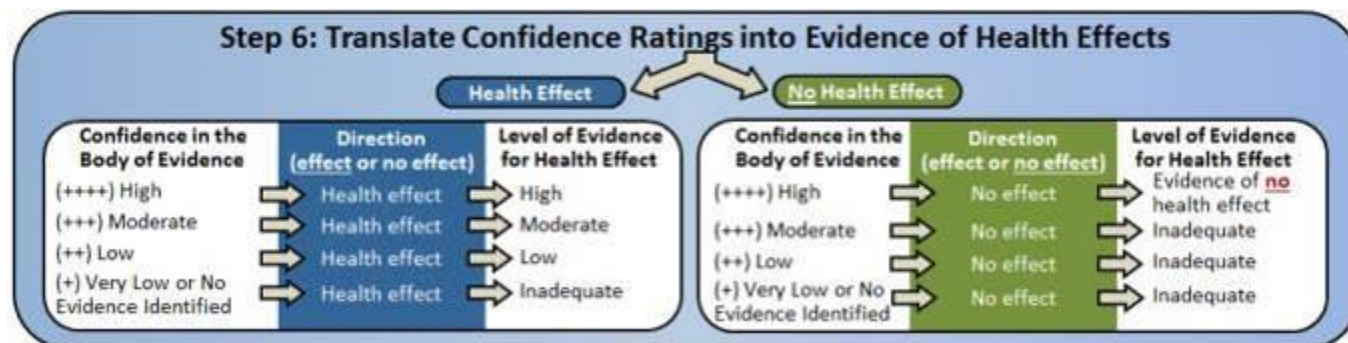 Step 6: Translate Confidence Ratings into Evidence of Health Effects
Health Effect
No Health Effect
Confidence in the
Body of Evidence
Direction
(effect or no effect)
Level of Evidence
for Health Effect
(++++) High
Health effect
High
(+++) Moderate
Health effect
Moderate
(++) Low
Health effect
Low
(+) Very Low or No
Evidence Identified
Health effect
Inadequate
Confidence in the
Body of Evidence
Direction
(effect or no effect)
Level of Evidence
for Health Effect
(++++) High
No effect
Evidence of no
health effect
(+++) Moderate
No effect
Inadequate
(++) Low
No effect
Inadequate
(+) Very Low or No
Evidence Identified
No effect
Inadequate